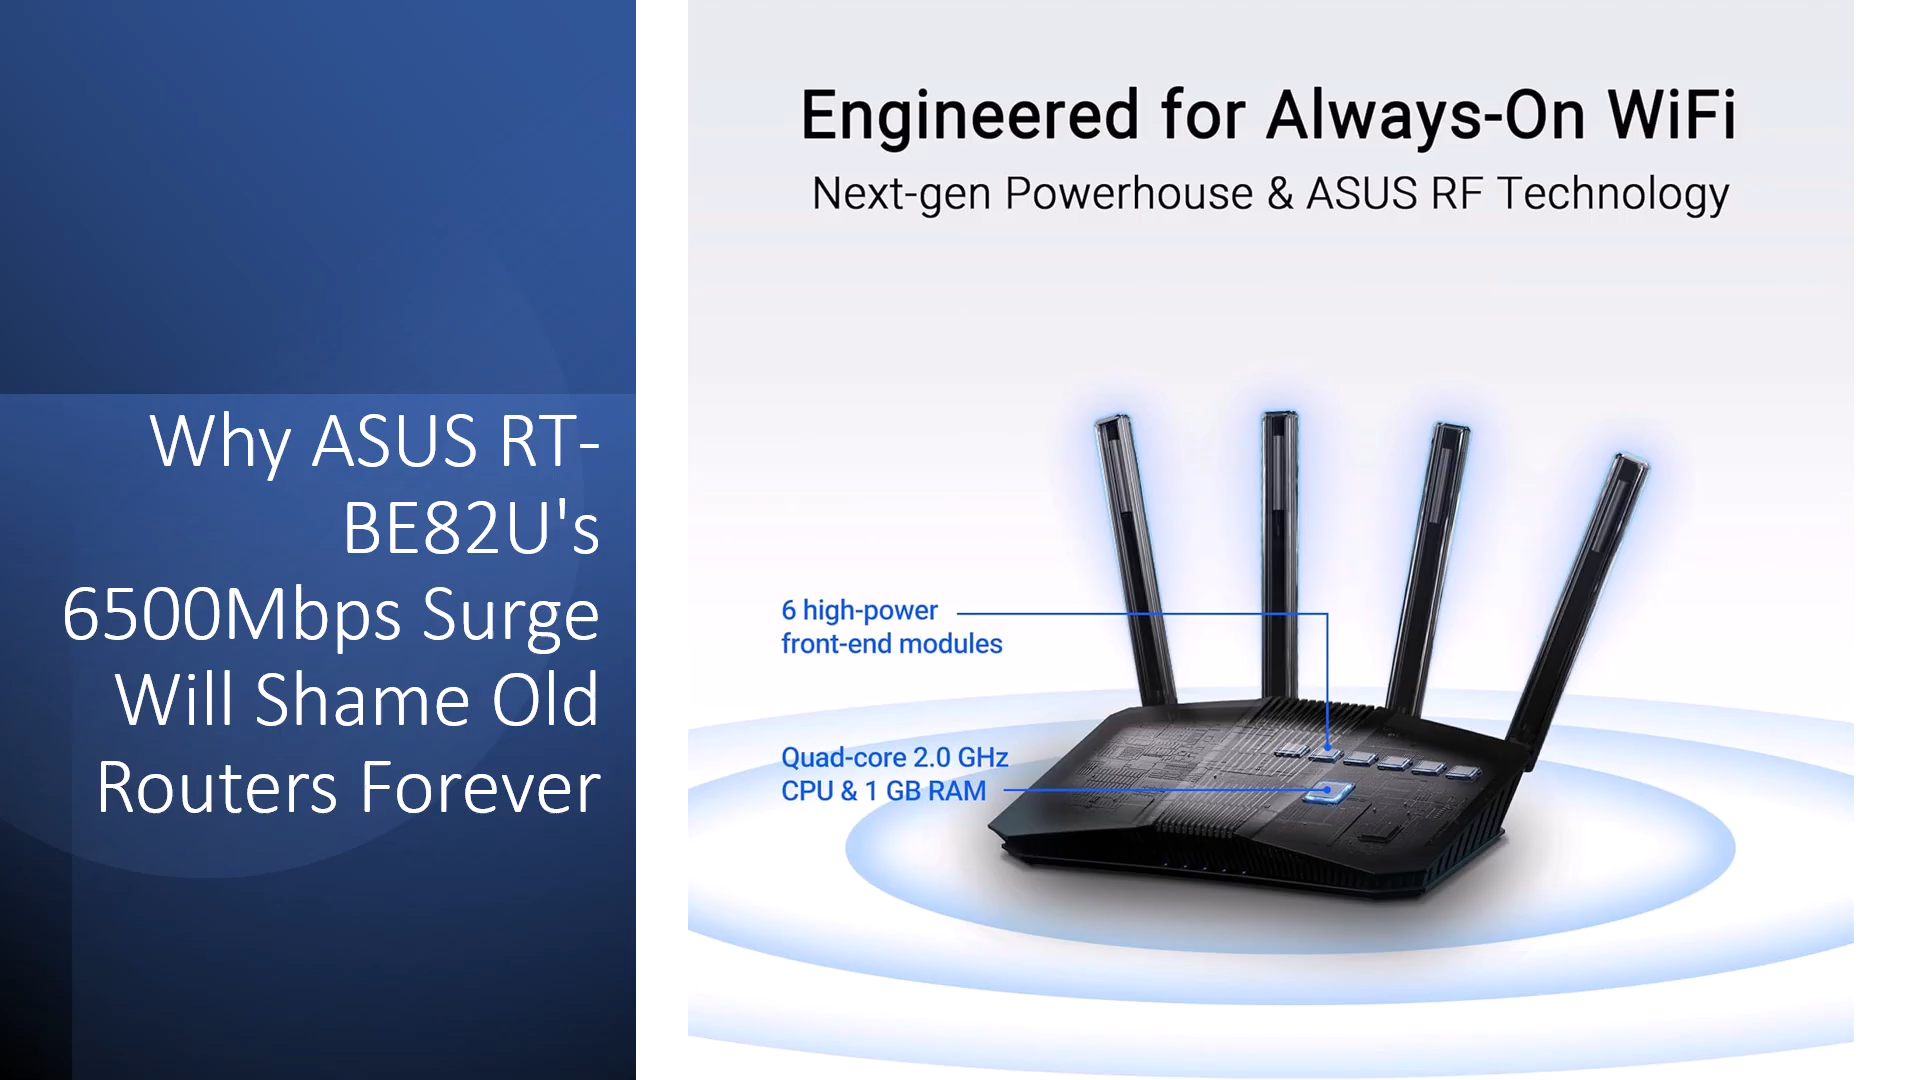 Why ASUS RT-
BE82U's
6500Mbps Surge
Will Shame Old
Routers Forever
Engineered for Always-On WiFi
Next-gen Powerhouse & ASUS RF Technology
6 high-power
front-end modules
Quad-core 2.0 GHz
CPU & 1 GB RAM